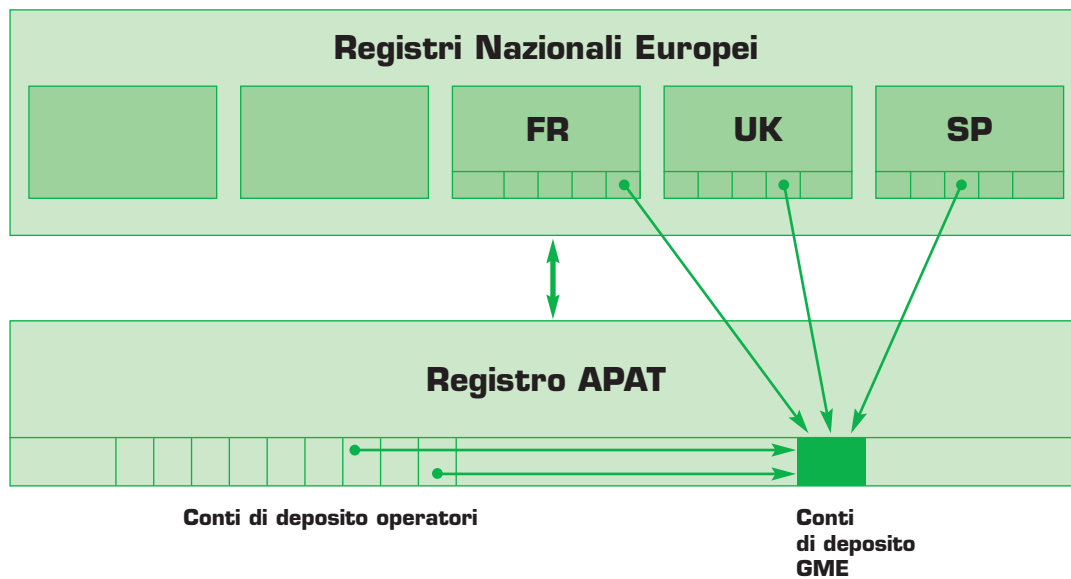 Registri Nazionali Europei
FR
UK
SP
Registro APAT
Conti di deposito operatori
Conti
di deposito
GME